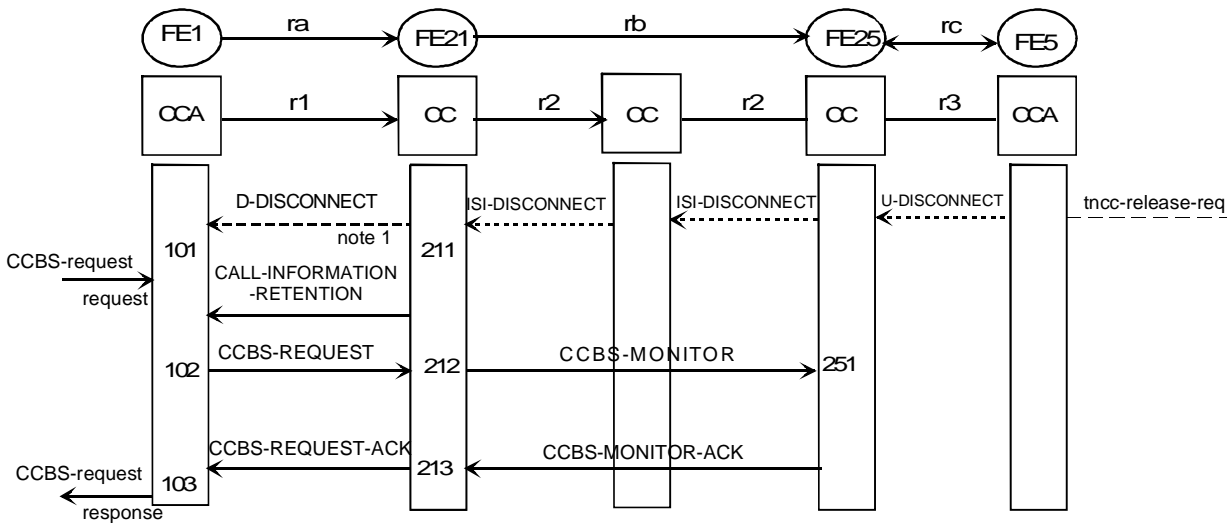 FE1 ra FE21 rb FE25 rc FE5
CCA r1 CC r2 CC r2 CC r3 CCA
D-DISCONNECT ISI-DISCONNECT ISI-DISCONNECT U-DISCONNECT tncc-release-req
note 1
101 211
CCBS-request
request
CALL-INFORMATION
-RETENTION
102 CCBS-REQUEST 212 CCBS-MONITOR 251
CCBS-REQUEST-ACK CCBS-MONITOR-ACK
213
CCBS-request
103
response